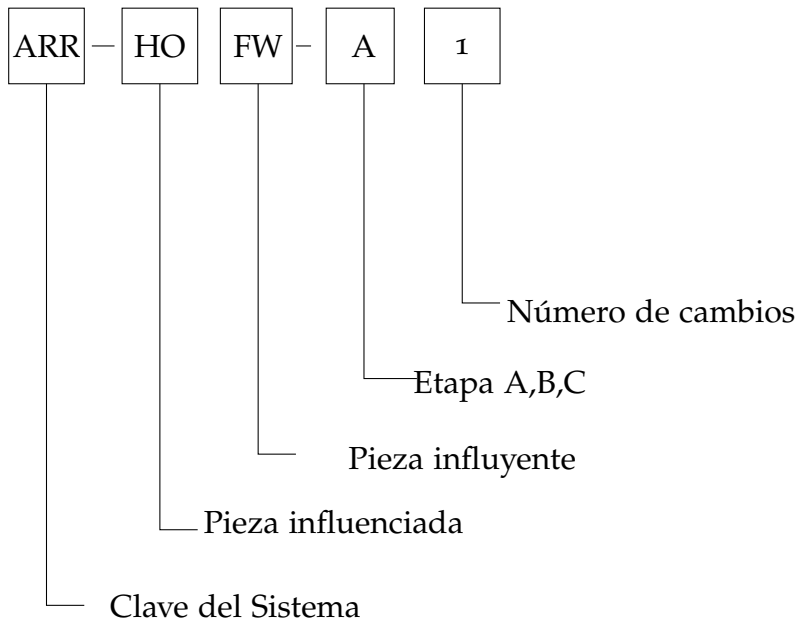 ARR – HO FW – A 1
Número de cambios
Etapa A,B,C
Pieza influyente
Pieza influenciada
Clave del Sistema